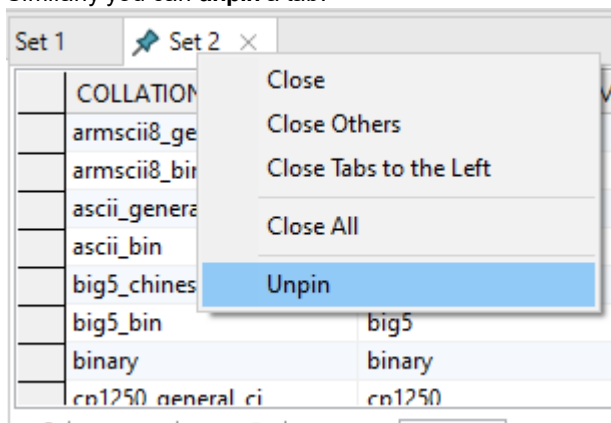 Similarly you can unpin a tab.
Set 1 Set 2
COLLATION
Close
armscii8_ge Close Others
armscii8_bin Close Tabs to the Left
ascii_genera
Close All
ascii_bin
big5_chines Unpin
big5_bin big5
binary binary
cp1250_general_ci cp1250